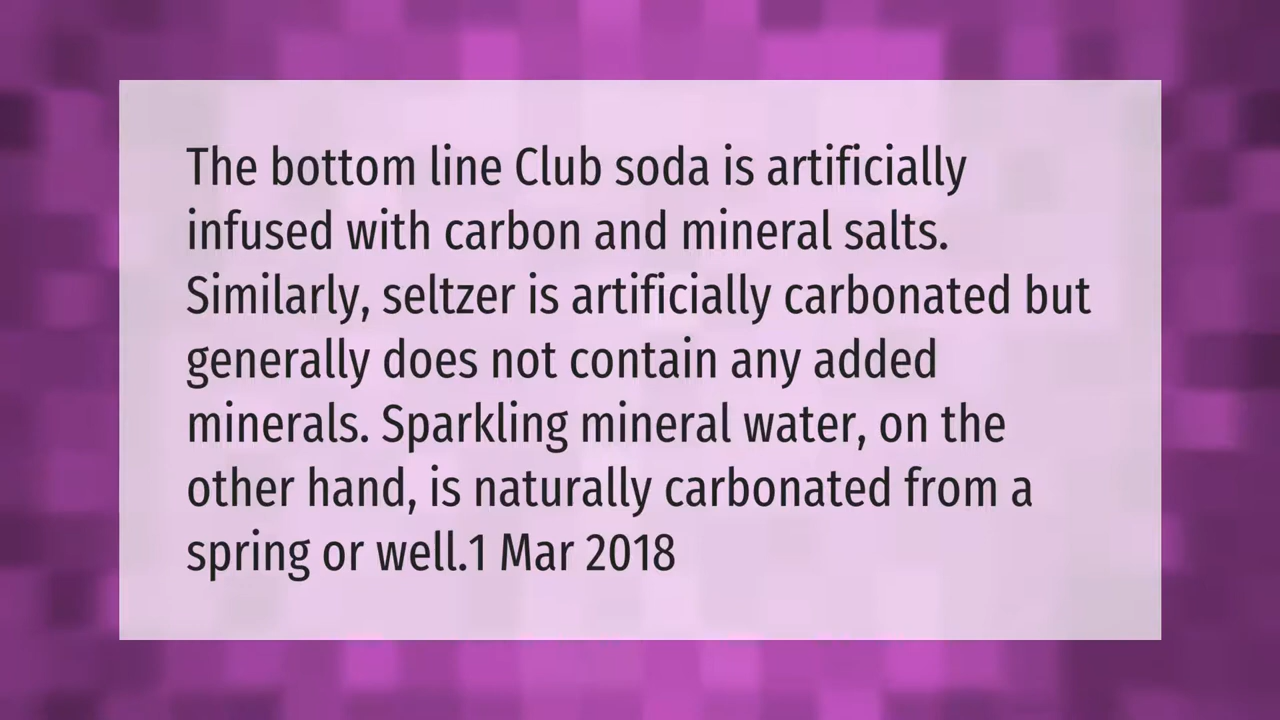 The bottom line Club soda is artificially
infused with carbon and mineral salts.
Similarly, seltzer is artificially carbonated but
generally does not contain any added
minerals. Sparkling mineral water, on the
other hand, is naturally carbonated from a
spring or well.1 Mar 2018